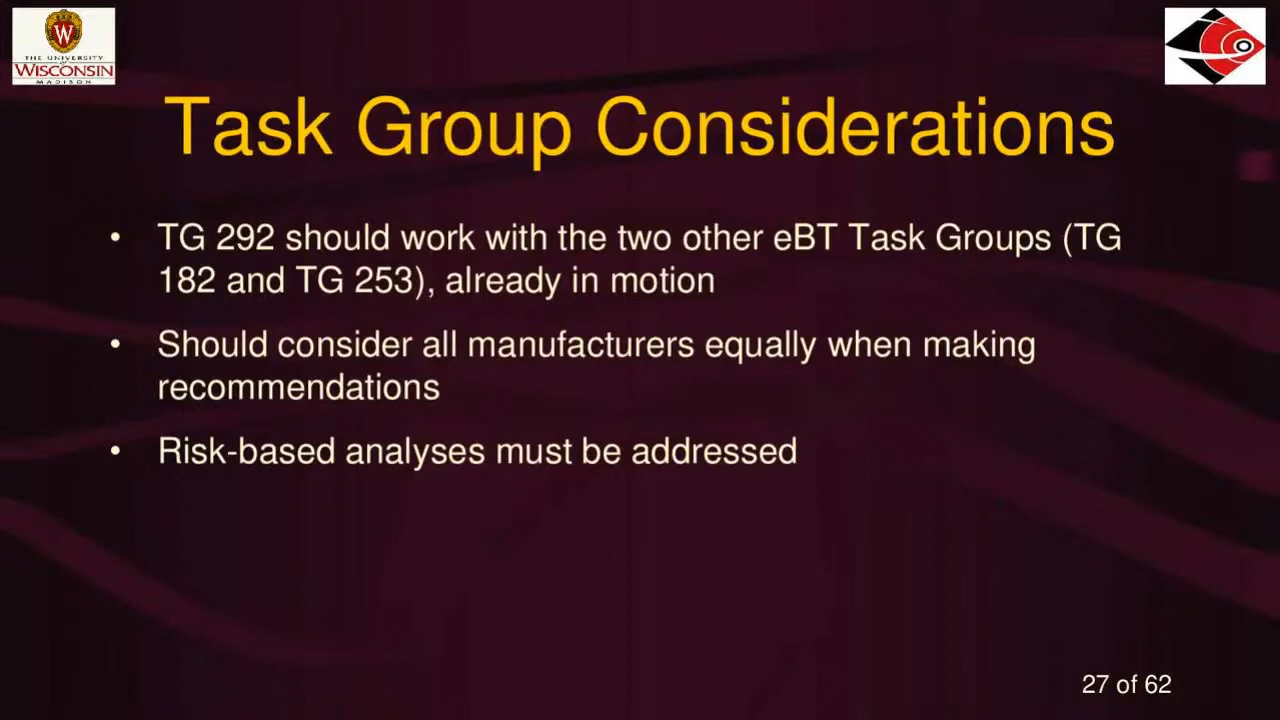 W
THE UNIVERSITY
of
WISCONSIN
MADISON
Task Group Considerations
• TG 292 should work with the two other eBT Task Groups (TG
182 and TG 253), already in motion
• Should consider all manufacturers equally when making
recommendations
• Risk-based analyses must be addressed
27 of 62